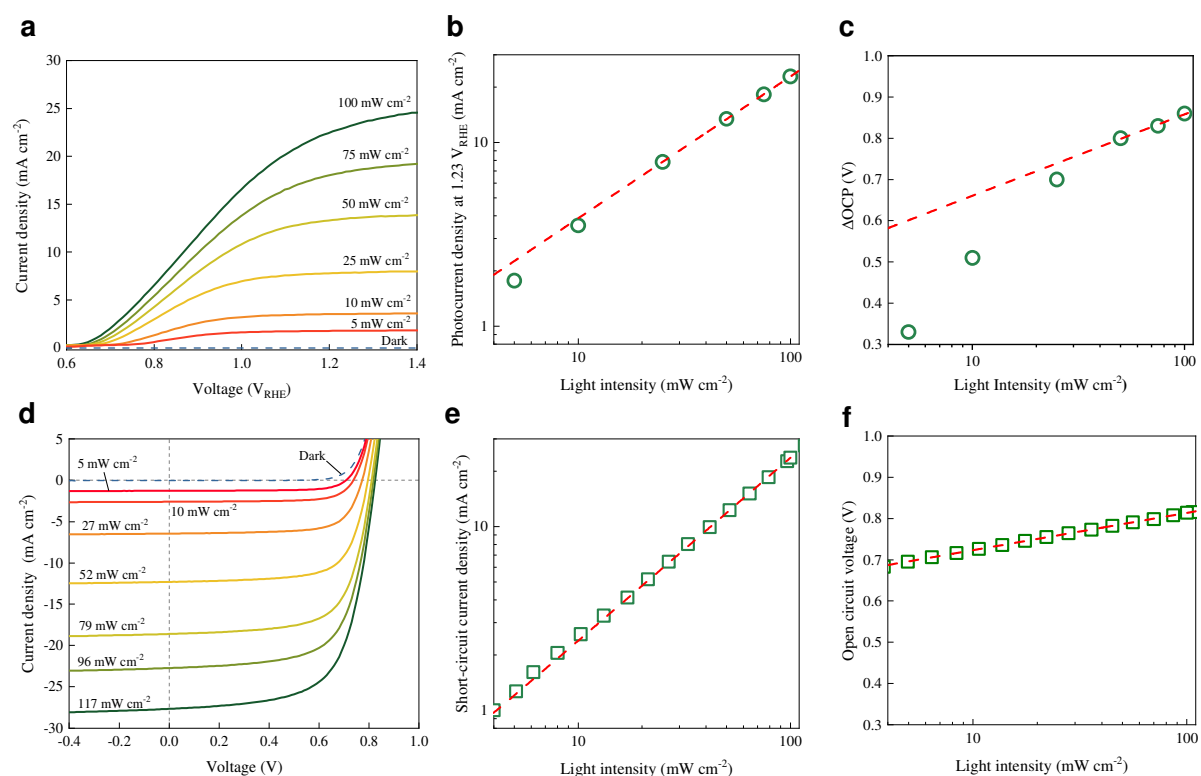 a
30
25
20
15
10
5
0
0.6
0.8
1.0
1.2
1.4
Current density (mA cm-2)
Voltage (VRHE)
100 mW cm-2
75 mW cm-2
50 mW cm-2
25 mW cm-2
10 mW cm-2
5 mW cm-2
Dark
b
10
1
10
100
Photocurrent density at 1.23 VRHE (mA cm-2)
Light intensity (mW cm-2)
c
1.0
0.9
0.8
0.7
0.6
0.5
0.4
0.3
10
100
ΔOCP (V)
Light Intensity (mW cm-2)
d
5
0
-5
-10
-15
-20
-25
-30
-0.4
-0.2
0.0
0.2
0.4
0.6
0.8
1.0
Current density (mA cm-2)
Voltage (V)
5 mW cm-2
Dark
10 mW cm-2
27 mW cm-2
52 mW cm-2
79 mW cm-2
96 mW cm-2
117 mW cm-2
e
10
1
10
100
Short-circuit current density (mA cm-2)
Light intensity (mW cm-2)
f
1.0
0.9
0.8
0.7
0.6
0.5
0.4
0.3
10
100
Open circuit voltage (V)
Light intensity (mW cm-2)